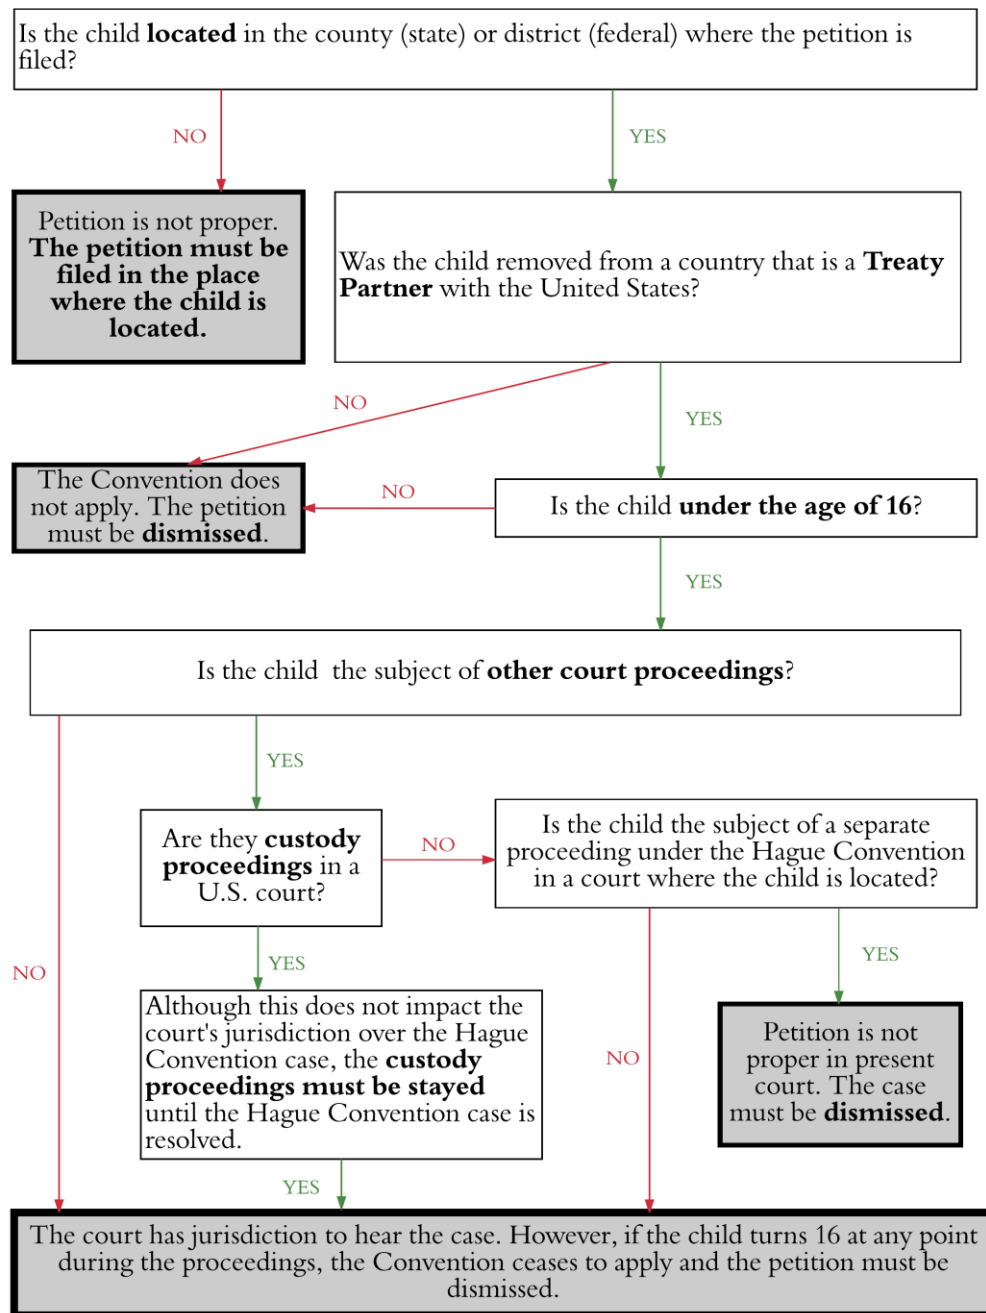 Is the child located in the county (state) or district (federal) where the petition is
filed?
NO
YES
Petition is not proper.
The petition must be
filed in the place
where the child is
located.
Was the child removed from a country that is a Treaty
Partner with the United States?
NO
YES
The Convention does
not apply. The petition
must be dismissed.
NO
Is the child under the age of 16?
YES
Is the child the subject of other court proceedings?
YES
Are they custody
proceedings in a
U.S. court?
NO
Is the child the subject of a separate
proceeding under the Hague Convention
in a court where the child is located?
NO
YES
YES
Although this does not impact the
court's jurisdiction over the Hague
Convention case, the custody
proceedings must be stayed
until the Hague Convention case is
resolved.
NO
Petition is not
proper in present
court. The case
must be dismissed.
YES
The court has jurisdiction to hear the case. However, if the child turns 16 at any point
during the proceedings, the Convention ceases to apply and the petition must be
dismissed.